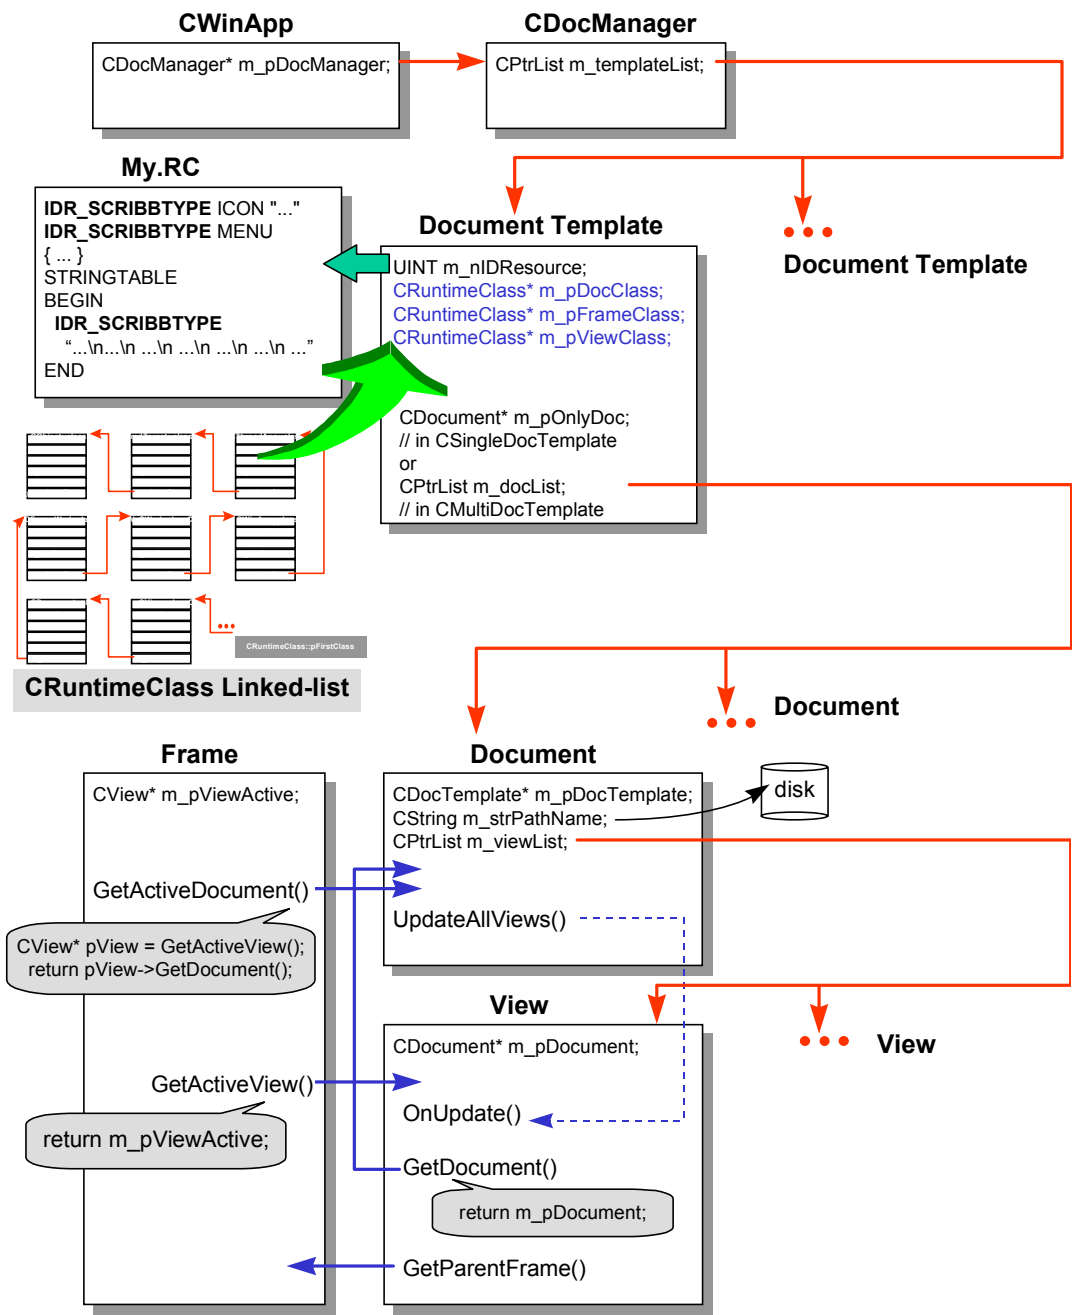 CWinApp
CDocManager
CDocManager* m_pDocManager;
CPtrList m_templateList;
My.RC
IDR_SCRIBBTYPE ICON "..."
IDR_SCRIBBTYPE MENU
{ ... }
STRINGTABLE
BEGIN
IDR_SCRIBBTYPE
“...\n...\n ...\n ...\n ...\n ...\n ...”
END
Document Template
UINT m_nIDResource;
CRuntimeClass* m_pDocClass;
CRuntimeClass* m_pFrameClass;
CRuntimeClass* m_pViewClass;
CDocument* m_pOnlyDoc;
// in CSingleDocTemplate
or
CPtrList m_docList;
// in CMultiDocTemplate
Document Template
CRuntimeClass::pFirstClass
CRuntimeClass Linked-list
Document
Frame
Document
CView* m_pViewActive;
CDocTemplate* m_pDocTemplate;
CString m_strPathName;
CPtrList m_viewList;
disk
GetActiveDocument()
UpdateAllViews()
CView* pView = GetActiveView();
return pView->GetDocument();
View
CDocument* m_pDocument;
View
GetActiveView()
OnUpdate()
return m_pViewActive;
GetDocument()
return m_pDocument;
GetParentFrame()